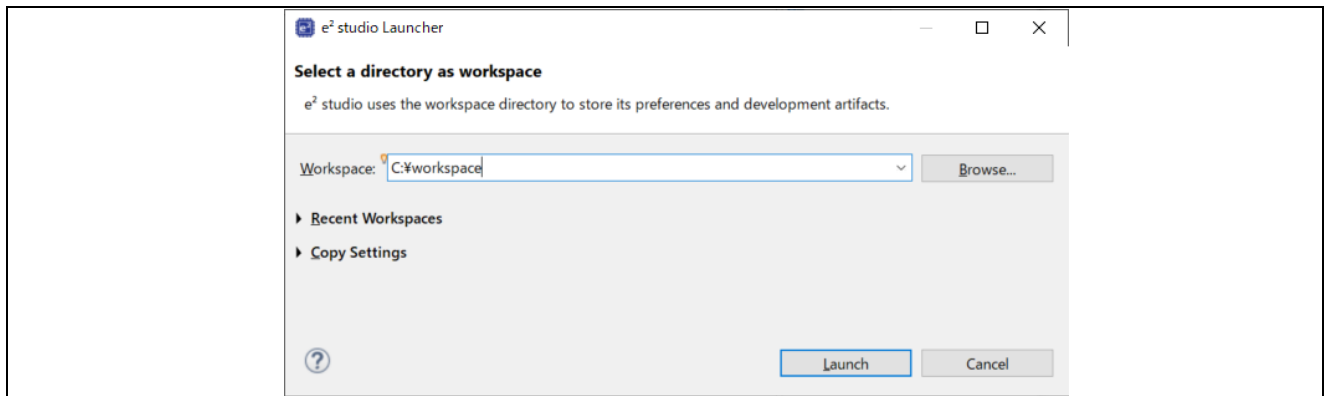 e² studio Launcher
Select a directory as workspace
e² studio uses the workspace directory to store its preferences and development artifacts.
Workspace: C:¥workspace Browse...
Recent Workspaces
Copy Settings
? Launch Cancel